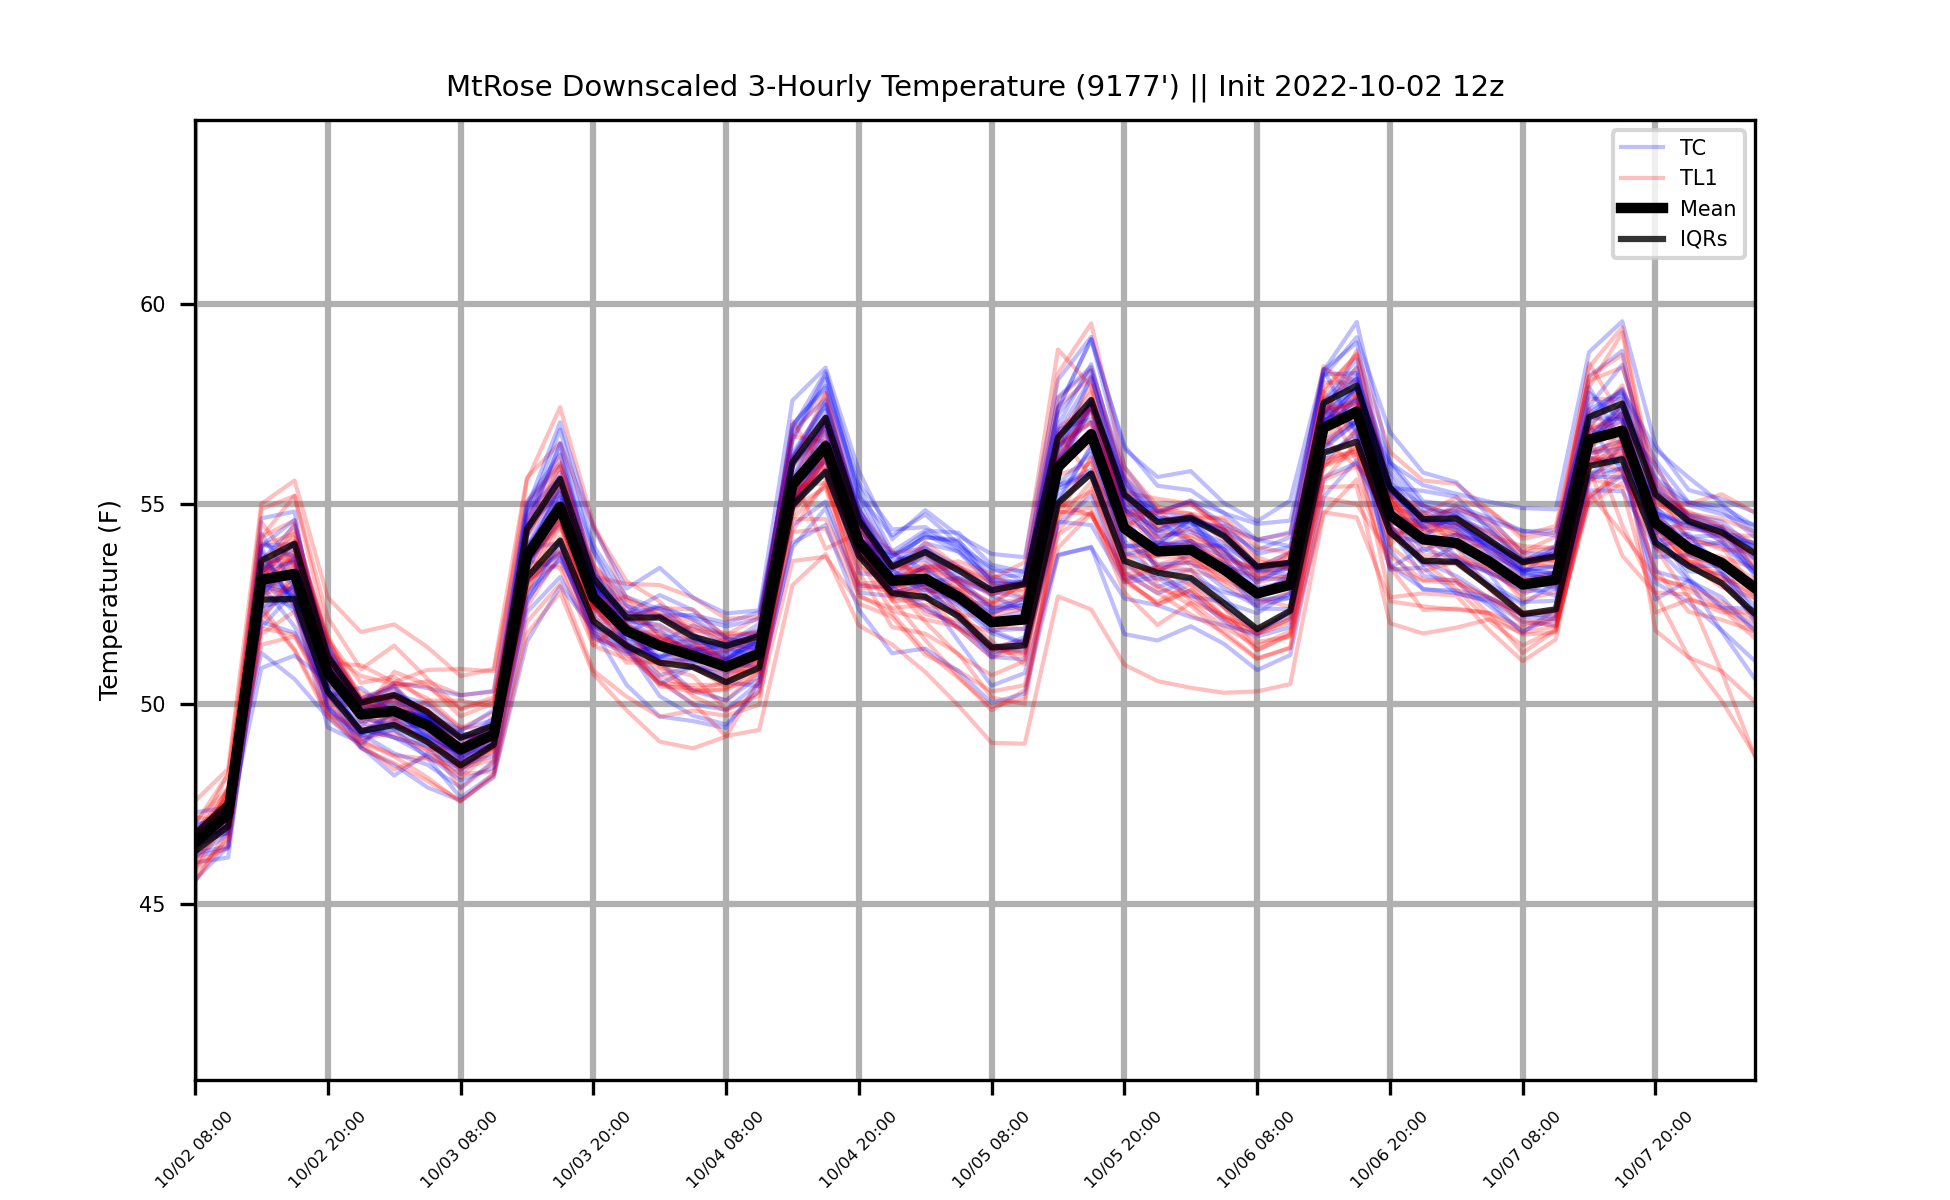 MtRose Downscaled 3-Hourly Temperature (9177') || Init 2022-10-02 12z
TC
TL1
Mean
IQRs
Temperature (F)
60
55
50
45
10/02 08:00
10/02 20:00
10/03 08:00
10/03 20:00
10/04 08:00
10/04 20:00
10/05 08:00
10/05 20:00
10/06 08:00
10/06 20:00
10/07 08:00
10/07 20:00